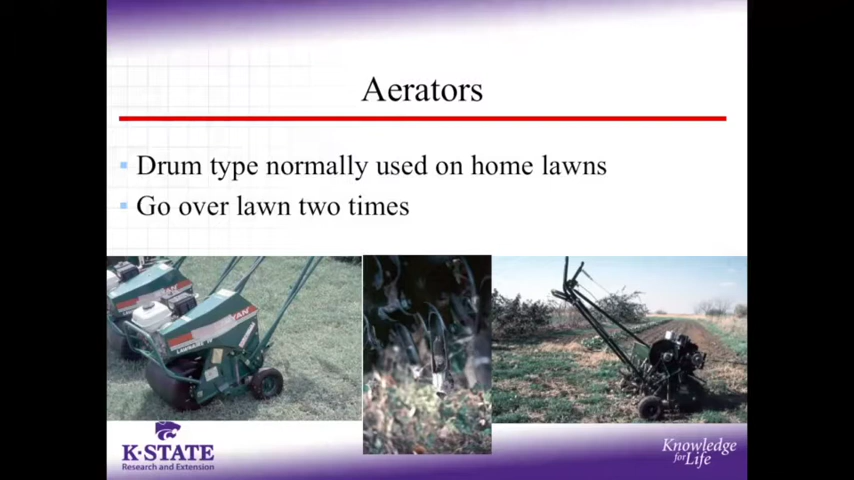 Aerators
Drum type normally used on home lawns
Go over lawn two times
K-STATE
Research and Extension
Knowledge
for Life